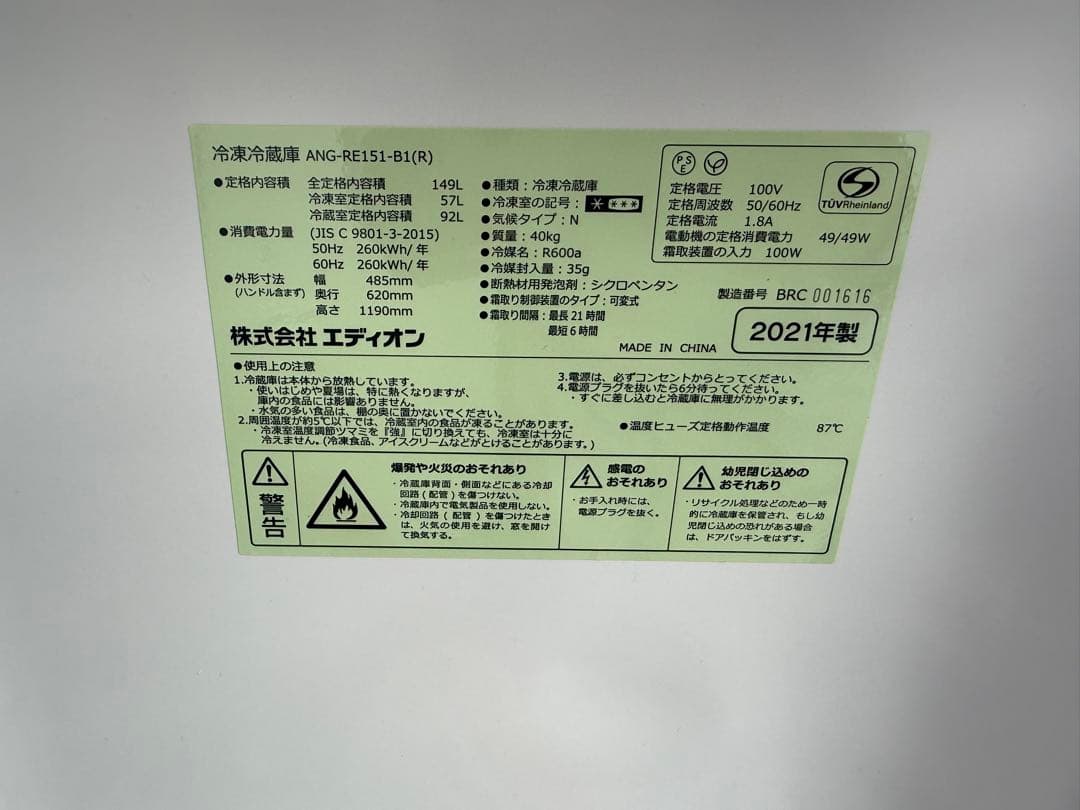 冷凍冷蔵庫 ANG-RE151-B1(R)
●定格内容積 全定格内容積 149L
冷凍室定格内容積 57L
冷蔵室定格内容積 92L
●消費電力量 (JIS C 9801-3-2015)
50Hz 260kWh/年
60Hz 260kWh/年
●外形寸法 幅 485mm
(ハンドル含まず) 奥行 620mm
高さ 1190mm
株式会社 エディオン
●種類：冷凍冷蔵庫
●冷凍室の記号：* ***
●気候タイプ：N
●質量：40kg
●冷媒名：R600a
●冷媒封入量：35g
●断熱材用発泡剤：シクロペンタン
●霜取り制御装置のタイプ：可変式
●霜取り間隔：最長21時間
最短6時間
MADE IN CHINA
PSE
定格電圧 100V
定格周波数 50/60Hz
定格電流 1.8A
電動機の定格消費電力 49/49W
霜取装置の入力 100W
TÜVRheinland
製造番号 BRC 001616
2021年製
●使用上の注意
1.冷蔵庫は本体から放熱しています。
・使いはじめや夏場は、特に熱くなりますが、
庫内の食品には影響ありません。
・水気の多い食品は、棚の奥に置かないでください。
2.周囲温度が約5℃以下では、冷蔵室内の食品が凍ることがあります。
・冷凍室温度調節ツマミを『強』に切り換えても、冷凍室は十分に
冷えません。(冷凍食品、アイスクリームなどがとけることがあります。)
3.電源は、必ずコンセントからとってください。
4.電源プラグを抜いたら6分待ってください。
・すぐに差し込むと冷蔵庫に無理がかかります。
●温度ヒューズ定格動作温度 87℃
警告
爆発や火災のおそれあり
・冷蔵庫背面・側面などにある冷却
回路(配管)を傷つけない。
・冷蔵庫内で電気製品を使用しない。
・冷却回路(配管)を傷つけたとき
は、火気の使用を避け、窓を開け
て換気する。
感電の
おそれあり
・お手入れ時には、
電源プラグを抜く。
幼児閉じ込めの
おそれあり
・リサイクル処理などのため一時
的に冷蔵庫を保管され、もし幼
児閉じ込めの恐れがある場合
は、ドアパッキンをはずす。